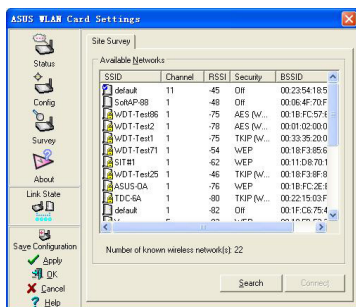 ASUS WLAN Card Settings
Status
Config
Survey
About
Link State
Save Configuration
Apply
OK
Cancel
Help
Site Survey
Available Networks
SSID Channel RSSI Security BSSID
default 11 -45 Off 00:23:54:18:5
SoftAP-88 1 -48 Off 00:06:4F:70:F
WDT-Test86 1 -75 AES (W... 00:1B:FC:57:E
WDT-Test2 1 -78 AES (W... 00:01:02:00:0
WDT-Test1 1 -75 TKIP (W... 00:33:35:20:0
WDT-Test71 1 -54 WEP 00:18:F3:85:6
SIT#1 1 -62 WEP 00:11:D8:70:1
WDT-Test25 1 -46 TKIP (W... 00:18:F3:8F:8
ASUS-OA 1 -76 WEP 00:1B:FC:2E:E
TDC-6A 1 -80 TKIP (W... 00:22:15:03:F
default 1 -82 Off 00:1F:C6:75:4
Number of known wireless network(s): 22
Search
Connect